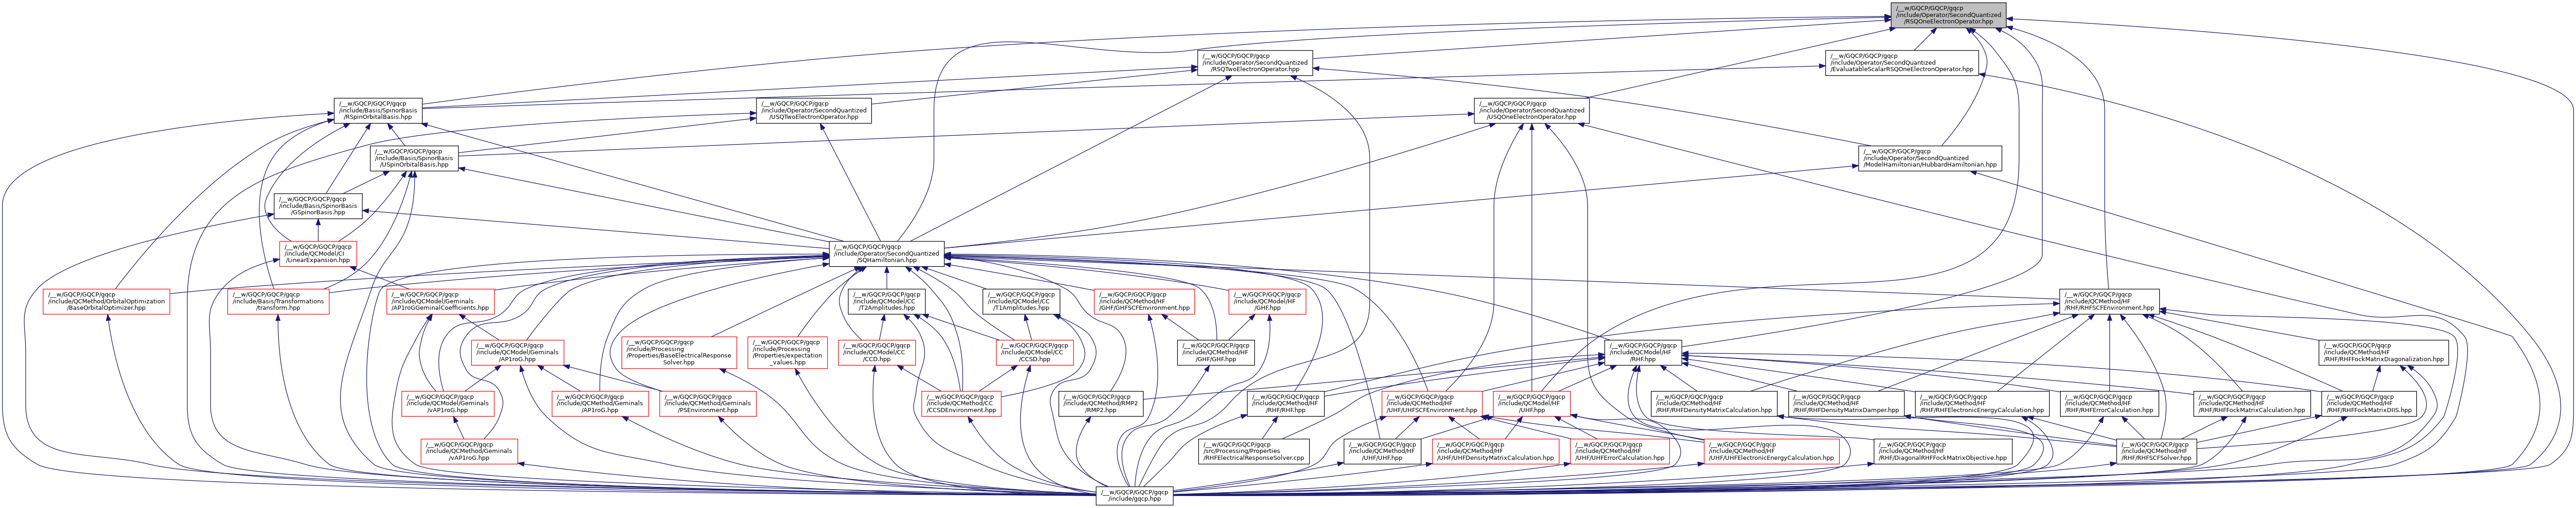 /__w/GQCP/GQCP/gqcp
/include/Operator/SecondQuantized
/RSQOneElectronOperator.hpp
/__w/GQCP/GQCP/gqcp
/include/Operator/SecondQuantized
/RSQTwoElectronOperator.hpp
/__w/GQCP/GQCP/gqcp
/include/Operator/SecondQuantized
/EvaluatableScalarRSQOneElectronOperator.hpp
/__w/GQCP/GQCP/gqcp
/include/Basis/SpinorBasis
/RSpinOrbitalBasis.hpp
/__w/GQCP/GQCP/gqcp
/include/Operator/SecondQuantized
/USQTwoElectronOperator.hpp
/__w/GQCP/GQCP/gqcp
/include/Operator/SecondQuantized
/USQOneElectronOperator.hpp
/__w/GQCP/GQCP/gqcp
/include/Basis/SpinorBasis
/USpinOrbitalBasis.hpp
/__w/GQCP/GQCP/gqcp
/include/Operator/SecondQuantized
/ModelHamiltonian/HubbardHamiltonian.hpp
/__w/GQCP/GQCP/gqcp
/include/Basis/SpinorBasis
/GSpinorBasis.hpp
/__w/GQCP/GQCP/gqcp
/include/QCModel/CI
/LinearExpansion.hpp
/__w/GQCP/GQCP/gqcp
/include/Operator/SecondQuantized
/SQHamiltonian.hpp
/__w/GQCP/GQCP/gqcp
/include/QCMethod/OrbitalOptimization
/BaseOrbitalOptimizer.hpp
/__w/GQCP/GQCP/gqcp
/include/Basis/Transformations
/transform.hpp
/__w/GQCP/GQCP/gqcp
/include/QCModel/Geminals
/AP1roGGeminalCoefficients.hpp
/__w/GQCP/GQCP/gqcp
/include/QCModel/CC
/T2Amplitudes.hpp
/__w/GQCP/GQCP/gqcp
/include/QCModel/CC
/T1Amplitudes.hpp
/__w/GQCP/GQCP/gqcp
/include/QCMethod/HF
/GHF/GHFSCFEnvironment.hpp
/__w/GQCP/GQCP/gqcp
/include/QCModel/HF
/GHF.hpp
/__w/GQCP/GQCP/gqcp
/include/QCMethod/HF
/RHF/RHFSCFEnvironment.hpp
/__w/GQCP/GQCP/gqcp
/include/QCModel/Geminals
/AP1roG.hpp
/__w/GQCP/GQCP/gqcp
/include/Processing
/Properties/BaseElectricalResponse
Solver.hpp
/__w/GQCP/GQCP/gqcp
/include/Processing
/Properties/expectation
_values.hpp
/__w/GQCP/GQCP/gqcp
/include/QCModel/CC
/CCD.hpp
/__w/GQCP/GQCP/gqcp
/include/QCModel/CC
/CCSD.hpp
/__w/GQCP/GQCP/gqcp
/include/QCMethod/HF
/GHF/GHF.hpp
/__w/GQCP/GQCP/gqcp
/include/QCModel/HF
/RHF.hpp
/__w/GQCP/GQCP/gqcp
/include/QCMethod/HF
/RHF/RHFFockMatrixDiagonalization.hpp
/__w/GQCP/GQCP/gqcp
/include/QCModel/Geminals
/vAP1roG.hpp
/__w/GQCP/GQCP/gqcp
/include/QCMethod/Geminals
/AP1roG.hpp
/__w/GQCP/GQCP/gqcp
/include/QCMethod/Geminals
/PSEnvironment.hpp
/__w/GQCP/GQCP/gqcp
/include/QCMethod/CC
/CCSDEnvironment.hpp
/__w/GQCP/GQCP/gqcp
/include/QCMethod/RMP2
/RMP2.hpp
/__w/GQCP/GQCP/gqcp
/include/QCMethod/HF
/RHF/RHF.hpp
/__w/GQCP/GQCP/gqcp
/include/QCMethod/HF
/UHF/UHFSCFEnvironment.hpp
/__w/GQCP/GQCP/gqcp
/include/QCModel/HF
/UHF.hpp
/__w/GQCP/GQCP/gqcp
/include/QCMethod/HF
/RHF/RHFDensityMatrixCalculation.hpp
/__w/GQCP/GQCP/gqcp
/include/QCMethod/HF
/RHF/RHFDensityMatrixDamper.hpp
/__w/GQCP/GQCP/gqcp
/include/QCMethod/HF
/RHF/RHFElectronicEnergyCalculation.hpp
/__w/GQCP/GQCP/gqcp
/include/QCMethod/HF
/RHF/RHFErrorCalculation.hpp
/__w/GQCP/GQCP/gqcp
/include/QCMethod/HF
/RHF/RHFFockMatrixCalculation.hpp
/__w/GQCP/GQCP/gqcp
/include/QCMethod/HF
/RHF/RHFFockMatrixDIIS.hpp
/__w/GQCP/GQCP/gqcp
/include/QCMethod/Geminals
/vAP1roG.hpp
/__w/GQCP/GQCP/gqcp
/src/Processing/Properties
/RHFElectricalResponseSolver.cpp
/__w/GQCP/GQCP/gqcp
/include/QCMethod/HF
/UHF/UHF.hpp
/__w/GQCP/GQCP/gqcp
/include/QCMethod/HF
/UHF/UHFDensityMatrixCalculation.hpp
/__w/GQCP/GQCP/gqcp
/include/QCMethod/HF
/UHF/UHFErrorCalculation.hpp
/__w/GQCP/GQCP/gqcp
/include/QCMethod/HF
/UHF/UHFElectronicEnergyCalculation.hpp
/__w/GQCP/GQCP/gqcp
/include/QCMethod/HF
/RHF/DiagonalRHFFockMatrixObjective.hpp
/__w/GQCP/GQCP/gqcp
/include/QCMethod/HF
/RHF/RHFSCFSolver.hpp
/__w/GQCP/GQCP/gqcp
/include/gqcp.hpp